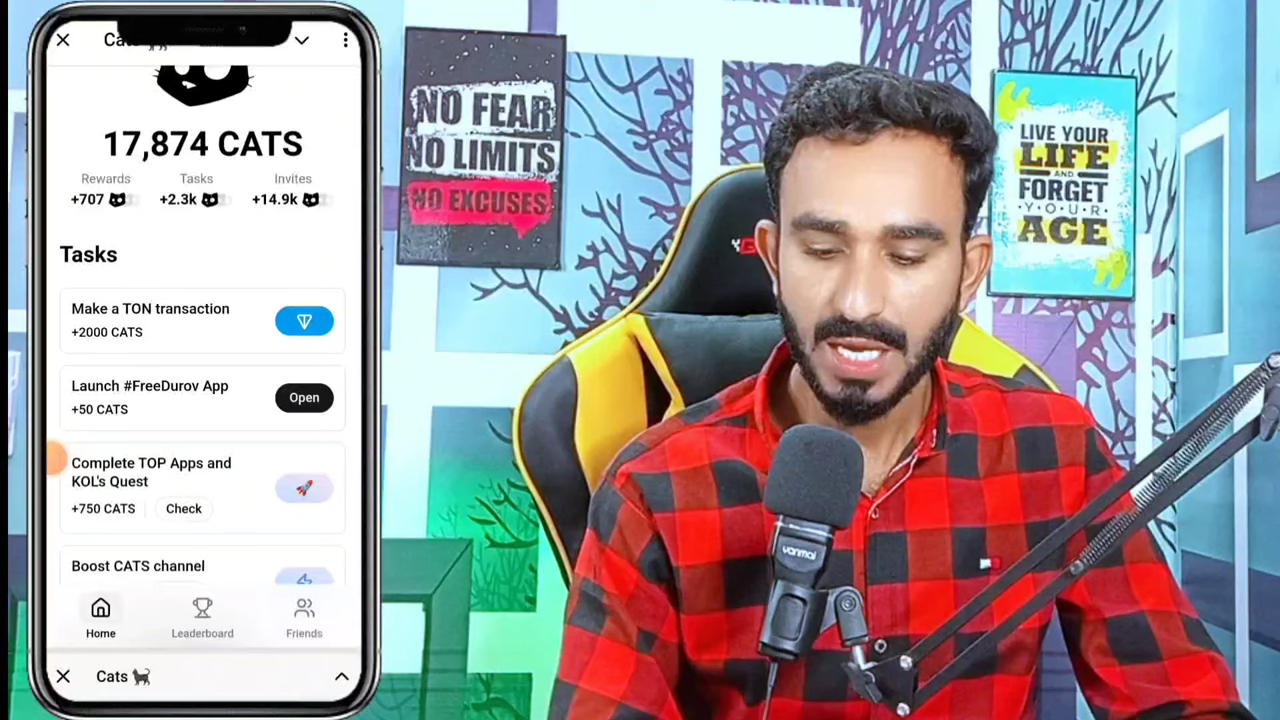 Cats
17,874 CATS
Rewards
Tasks
Invites
+707
+2.3k
+14.9k
Tasks
Make a TON transaction
+2000 CATS
Launch #FreeDurov App
+50 CATS
Open
Complete TOP Apps and
KOL's Quest
+750 CATS
Check
Boost CATS channel
Home
Leaderboard
Friends
Cats
NO FEAR
NO LIMITS
NO EXCUSES
LIVE YOUR
LIFE
AND
FORGET
·Y·O·U·R·
AGE
yanmai